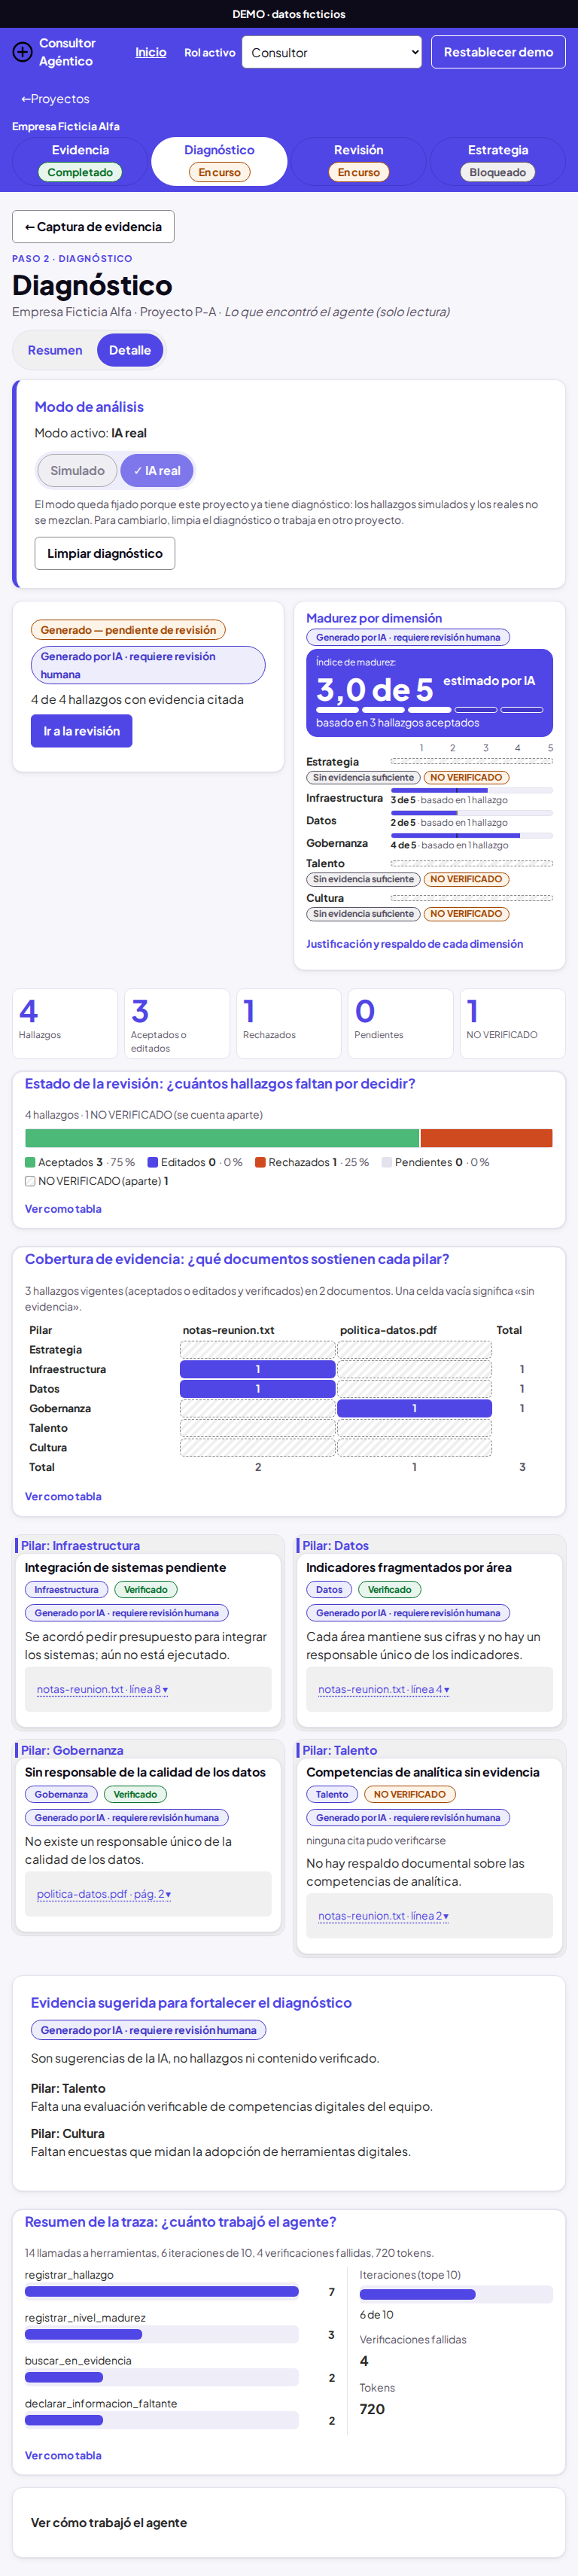 DEMO · datos ficticios
Consultor
Agéntico
Inicio
Rol activo
Consultor
Restablecer demo
←Proyectos
Empresa Ficticia Alfa
Evidencia
Completado
Diagnóstico
En curso
Revisión
En curso
Estrategia
Bloqueado
← Captura de evidencia
PASO 2 · DIAGNÓSTICO
Diagnóstico
Empresa Ficticia Alfa · Proyecto P-A · Lo que encontró el agente (solo lectura)
Resumen
Detalle
Modo de análisis
Modo activo: IA real
Simulado
✓ IA real
El modo queda fijado porque este proyecto ya tiene diagnóstico: los hallazgos simulados y los reales no
se mezclan. Para cambiarlo, limpia el diagnóstico o trabaja en otro proyecto.
Limpiar diagnóstico
Generado — pendiente de revisión
Generado por IA · requiere revisión
humana
4 de 4 hallazgos con evidencia citada
Ir a la revisión
Madurez por dimensión
Generado por IA · requiere revisión humana
Índice de madurez:
3,0 de 5 estimado por IA
basado en 3 hallazgos aceptados
1 2 3 4 5
Estrategia
Sin evidencia suficiente NO VERIFICADO
Infraestructura
3 de 5 · basado en 1 hallazgo
Datos
2 de 5 · basado en 1 hallazgo
Gobernanza
4 de 5 · basado en 1 hallazgo
Talento
Sin evidencia suficiente NO VERIFICADO
Cultura
Sin evidencia suficiente NO VERIFICADO
Justificación y respaldo de cada dimensión
4
Hallazgos
3
Aceptados o
editados
1
Rechazados
0
Pendientes
1
NO VERIFICADO
Estado de la revisión: ¿cuántos hallazgos faltan por decidir?
4 hallazgos · 1 NO VERIFICADO (se cuenta aparte)
Aceptados 3 · 75 % Editados 0 · 0 % Rechazados 1 · 25 % Pendientes 0 · 0 %
NO VERIFICADO (aparte) 1
Ver como tabla
Cobertura de evidencia: ¿qué documentos sostienen cada pilar?
3 hallazgos vigentes (aceptados o editados y verificados) en 2 documentos. Una celda vacía significa «sin
evidencia».
Pilar notas-reunion.txt politica-datos.pdf Total
Estrategia
Infraestructura 1 1
Datos 1 1
Gobernanza 1 1
Talento
Cultura
Total 2 1 3
Ver como tabla
Pilar: Infraestructura
Integración de sistemas pendiente
Infraestructura Verificado
Generado por IA · requiere revisión humana
Se acordó pedir presupuesto para integrar
los sistemas; aún no está ejecutado.
notas-reunion.txt · línea 8 ▾
Pilar: Datos
Indicadores fragmentados por área
Datos Verificado
Generado por IA · requiere revisión humana
Cada área mantiene sus cifras y no hay un
responsable único de los indicadores.
notas-reunion.txt · línea 4 ▾
Pilar: Gobernanza
Sin responsable de la calidad de los datos
Gobernanza Verificado
Generado por IA · requiere revisión humana
No existe un responsable único de la
calidad de los datos.
politica-datos.pdf · pág. 2 ▾
Pilar: Talento
Competencias de analítica sin evidencia
Talento NO VERIFICADO
Generado por IA · requiere revisión humana
ninguna cita pudo verificarse
No hay respaldo documental sobre las
competencias de analítica.
notas-reunion.txt · línea 2 ▾
Evidencia sugerida para fortalecer el diagnóstico
Generado por IA · requiere revisión humana
Son sugerencias de la IA, no hallazgos ni contenido verificado.
Pilar: Talento
Falta una evaluación verificable de competencias digitales del equipo.
Pilar: Cultura
Faltan encuestas que midan la adopción de herramientas digitales.
Resumen de la traza: ¿cuánto trabajó el agente?
14 llamadas a herramientas, 6 iteraciones de 10, 4 verificaciones fallidas, 720 tokens.
registrar_hallazgo
7
registrar_nivel_madurez
3
buscar_en_evidencia
2
declarar_informacion_faltante
2
Iteraciones (tope 10)
6 de 10
Verificaciones fallidas
4
Tokens
720
Ver como tabla
Ver cómo trabajó el agente